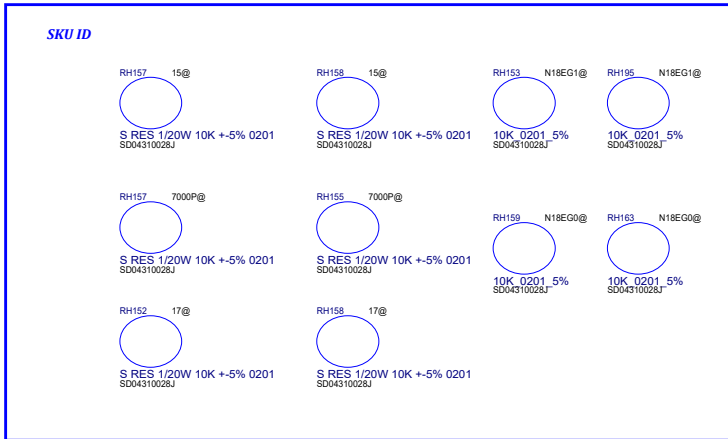 SKU ID
RH157 15@
S RES 1/20W 10K +-5% 0201
SD04310028J
RH158 15@
S RES 1/20W 10K +-5% 0201
SD04310028J
RH153 N18EG1@
10K_0201_5%
SD04310028J
RH195 N18EG1@
10K_0201_5%
SD04310028J
RH157 7000P@
S RES 1/20W 10K +-5% 0201
SD04310028J
RH155 7000P@
S RES 1/20W 10K +-5% 0201
SD04310028J
RH159 N18EG0@
10K_0201_5%
SD04310028J
RH163 N18EG0@
10K_0201_5%
SD04310028J
RH152 17@
S RES 1/20W 10K +-5% 0201
SD04310028J
RH158 17@
S RES 1/20W 10K +-5% 0201
SD04310028J